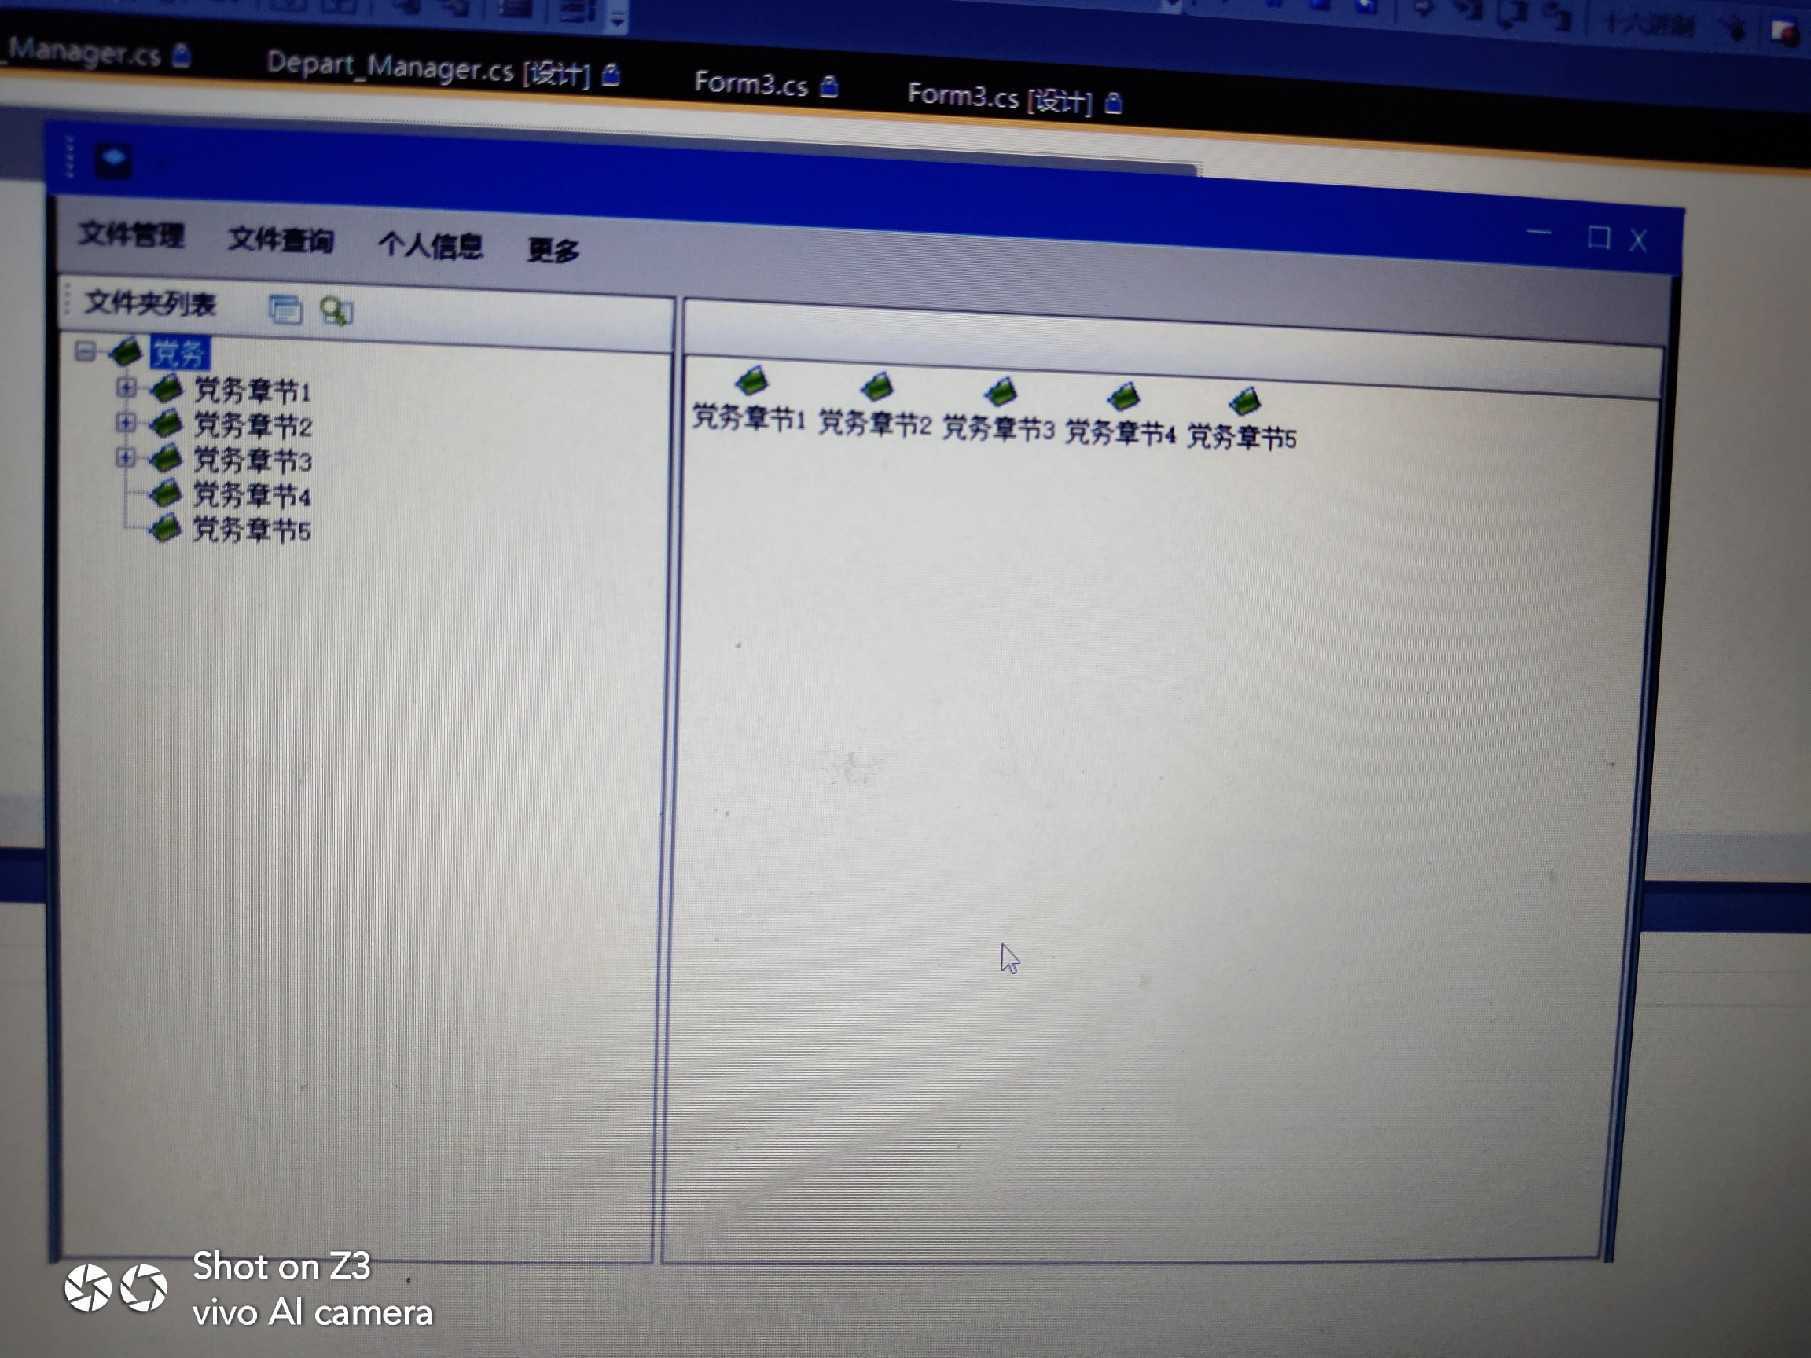 _Manager.cs
Depart_Manager.cs [设计]
Form3.cs
Form3.cs [设计]
十六进制
文件管理 文件查询 个人信息 更多
文件夹列表
党务
党务章节1
党务章节2
党务章节3
党务章节4
党务章节5
党务章节1 党务章节2 党务章节3 党务章节4 党务章节5
Shot on Z3
vivo AI camera